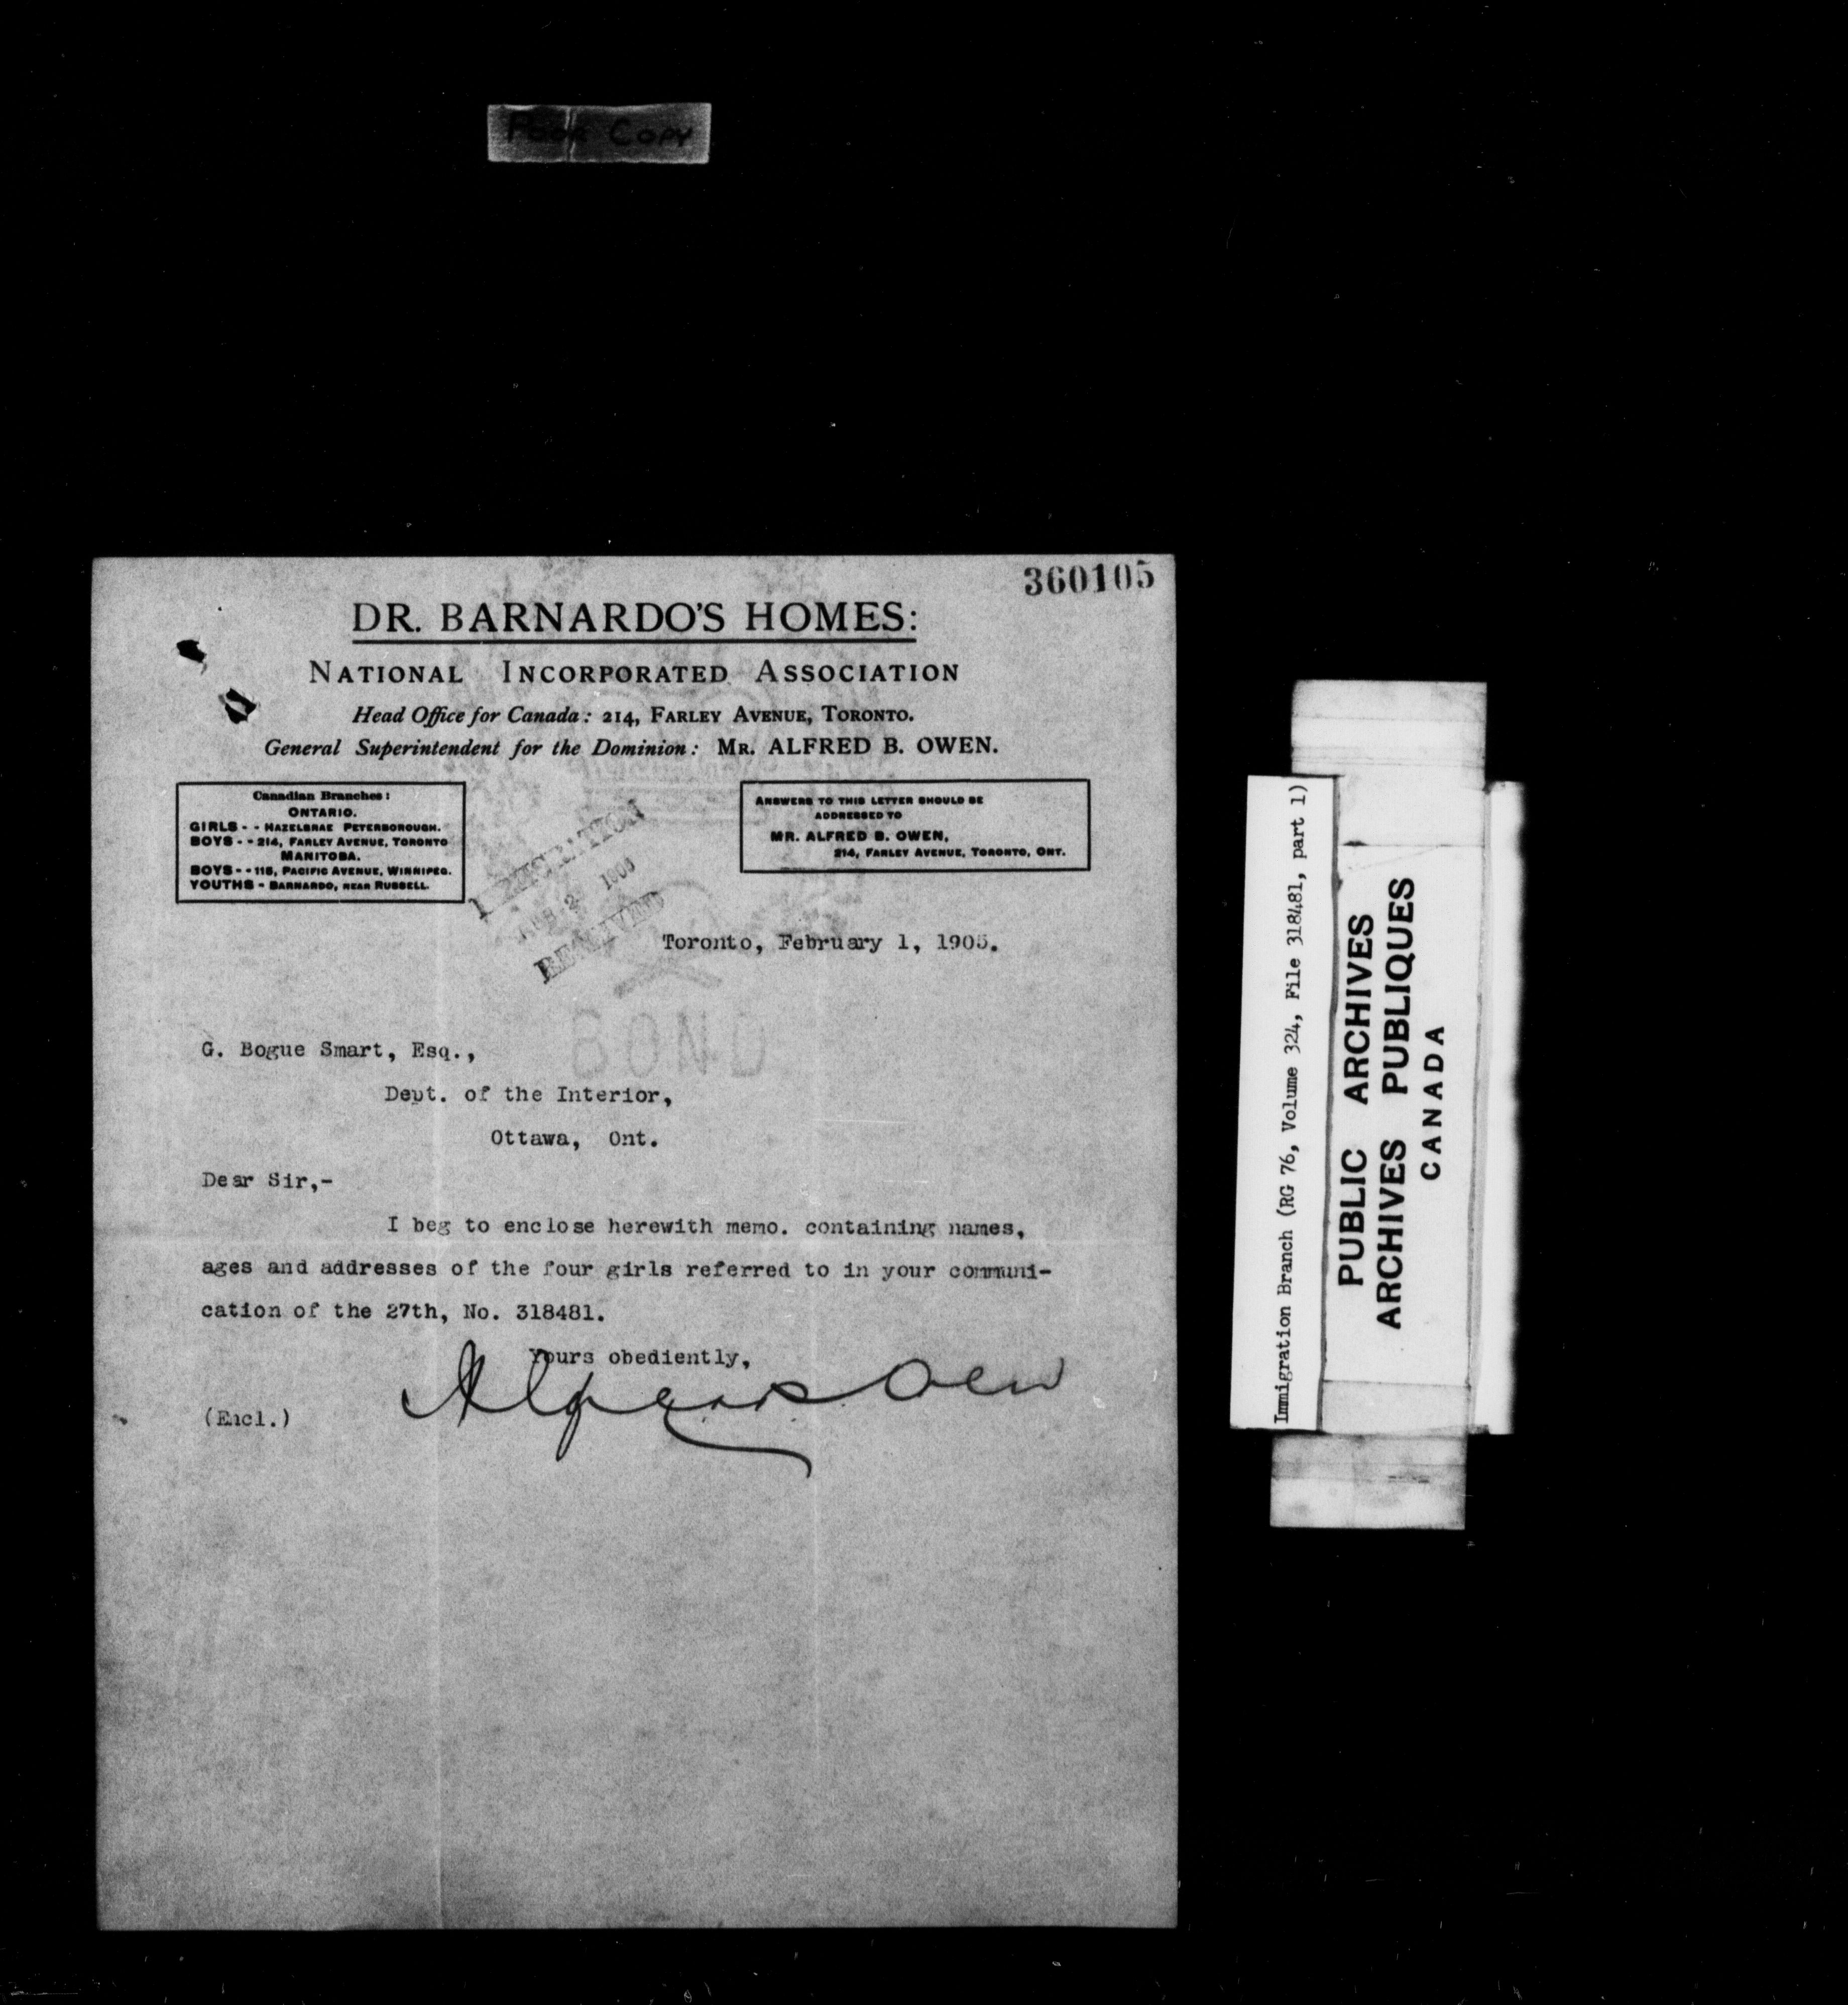 Poor Copy
360105
DR. BARNARDO'S HOMES:
NATIONAL INCORPORATED ASSOCIATION
Head Office for Canada: 214, FARLEY AVENUE, TORONTO.
General Superintendent for the Dominion: MR. ALFRED B. OWEN.
Canadian Branches:
ONTARIO.
GIRLS - - HAZELBRAE PETERBOROUGH.
BOYS - - 214, FARLEY AVENUE, TORONTO
MANITOBA.
BOYS - - 115, PACIFIC AVENUE, WINNIPEG.
YOUTHS - BARNARDO, NEAR RUSSELL.
ANSWERS TO THIS LETTER SHOULD BE
ADDRESSED TO
MR. ALFRED B. OWEN,
214, FARLEY AVENUE, TORONTO, ONT.
IMMIGRATION
2 190
RECEIVED
Toronto, February 1, 1905.
G. Bogue Smart, Esq.,
Dept. of the Interior,
Ottawa, Ont.
Dear Sir,-
I beg to enclose herewith memo. containing names,
ages and addresses of the four girls referred to in your communi-
cation of the 27th, No. 318481.
Yours obediently,
Alfred B. Owen
(Encl.)
Immigration Branch (RG 76, Volume 324, File 318481, part 1)
PUBLIC ARCHIVES
ARCHIVES PUBLIQUES
CANADA